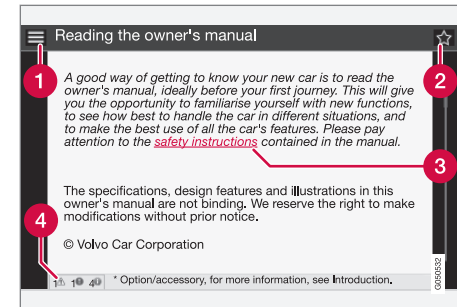 Reading the owner's manual
1
2
A good way of getting to know your new car is to read the
owner's manual, ideally before your first journey. This will give
you the opportunity to familiarise yourself with new functions,
to see how best to handle the car in different situations, and
to make the best use of all the car's features. Please pay
attention to the safety instructions contained in the manual.
3
The specifications, design features and illustrations in this
owner's manual are not binding. We reserve the right to make
modifications without prior notice.
4
© Volvo Car Corporation
1 1 4 * Option/accessory, for more information, see Introduction.
G050532